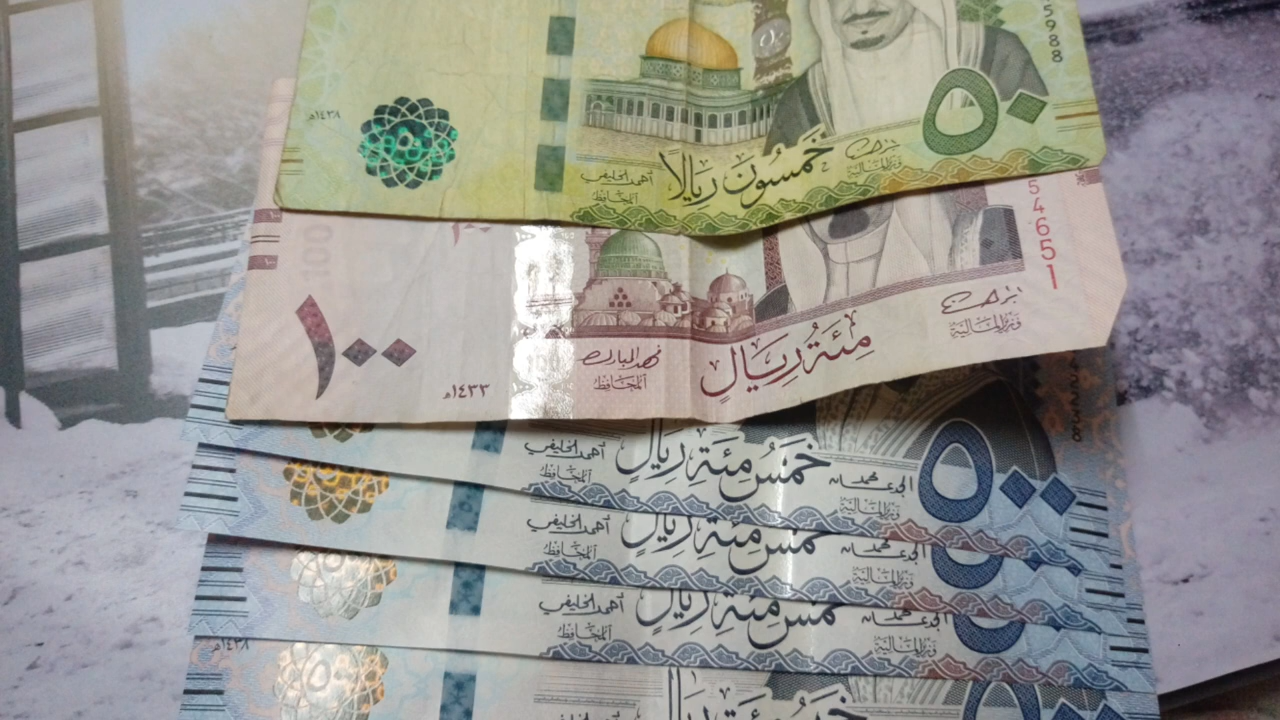 5988
٥٠
١٤٣٨هـ
خمسون ريالاً
وزير المالية
أحمد الخليفي
المحافظ
54651
100
١٠٠
١٤٣٣هـ
فهد المبارك
المحافظ
مئة ريال
وزير المالية
خمس مئة ريال
٥٠٠
أحمد الخليفي
المحافظ
محمد الجدعان
وزير المالية
خمس مئة ريال
أحمد الخليفي
المحافظ
محمد الجدعان
وزير المالية
خمس مئة ريال
أحمد الخليفي
المحافظ
محمد الجدعان
وزير المالية
١٤٣٨هـ